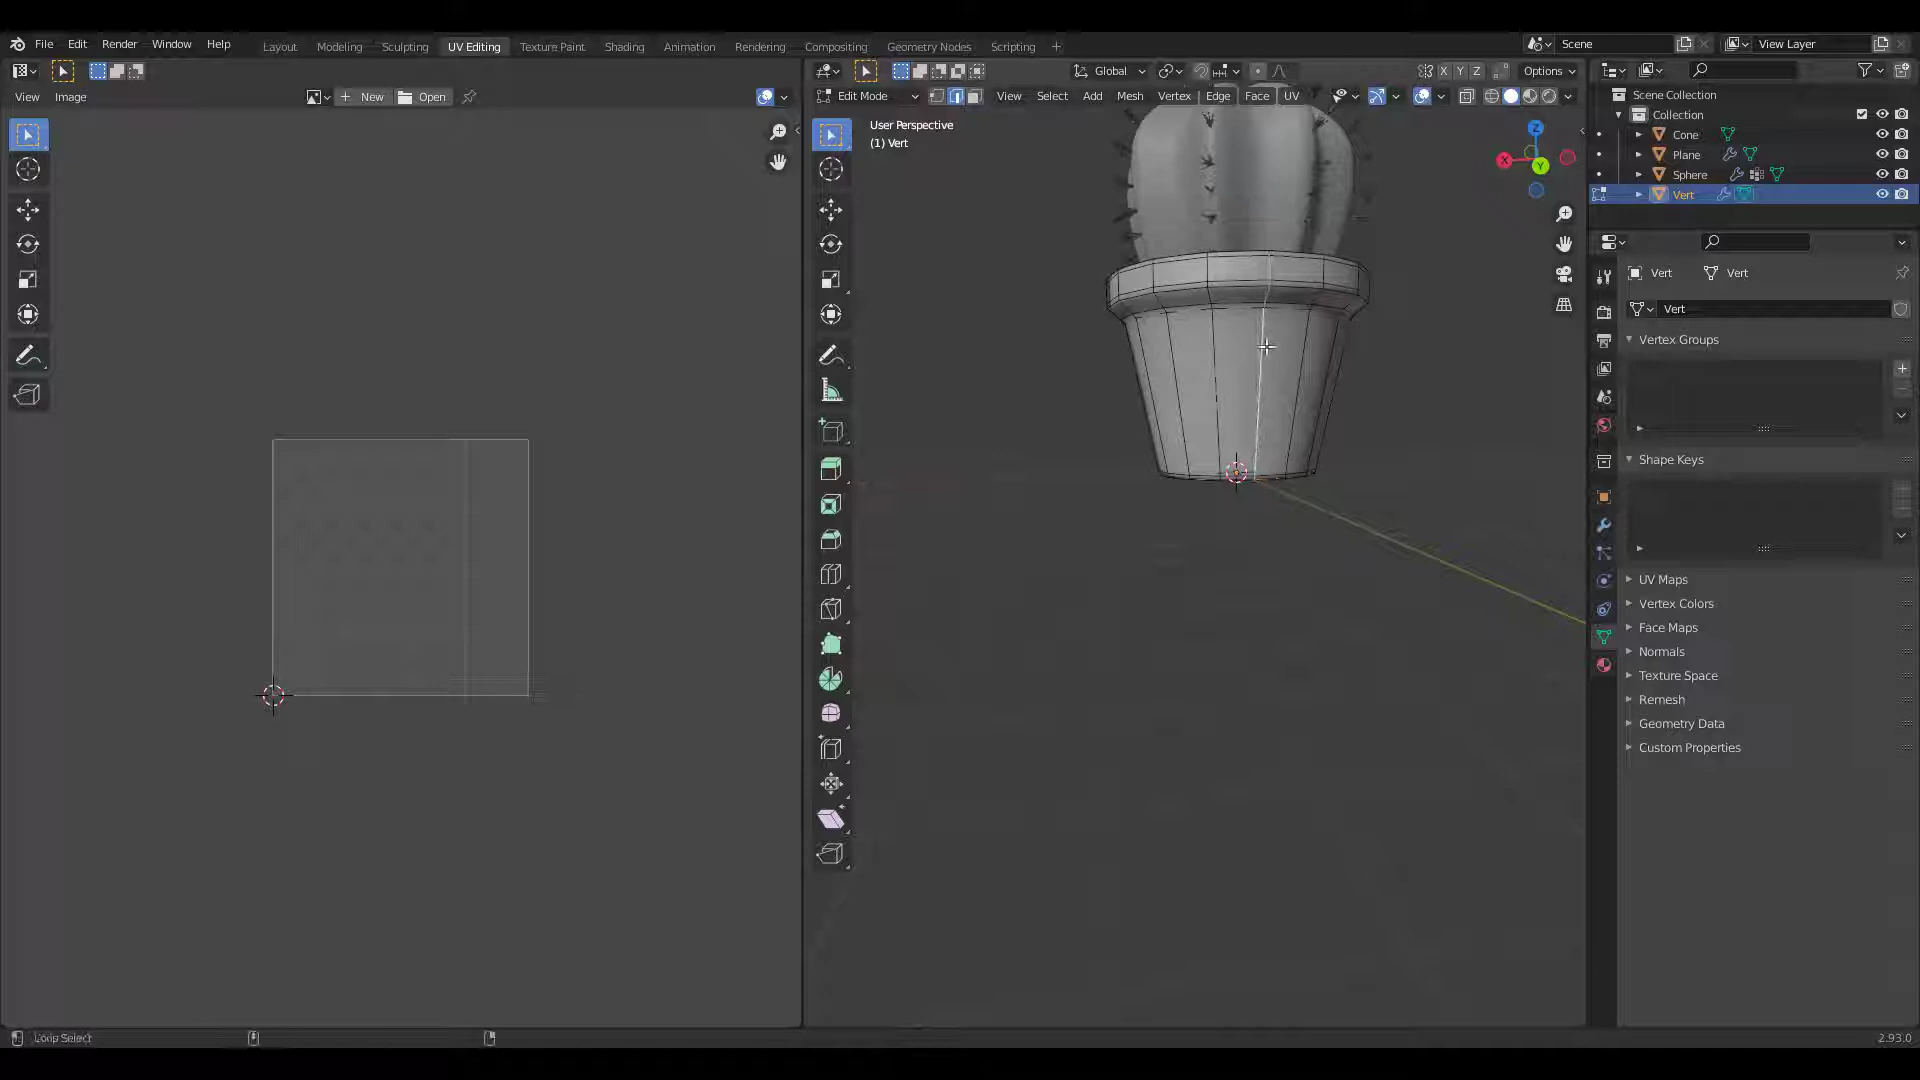 File Edit Render Window Help
Layout Modeling Sculpting UV Editing Texture Paint Shading Animation Rendering Compositing Geometry Nodes Scripting +
Scene
View Layer
View Image
New Open
Global
X Y Z
Options
Edit Mode
View Select Add Mesh Vertex Edge Face UV
User Perspective
(1) Vert
Z
X
Y
Scene Collection
Collection
Cone
Plane
Sphere
Vert
Vert Vert
Vert
Vertex Groups
Shape Keys
UV Maps
Vertex Colors
Face Maps
Normals
Texture Space
Remesh
Geometry Data
Custom Properties
Loop Select
2.93.0